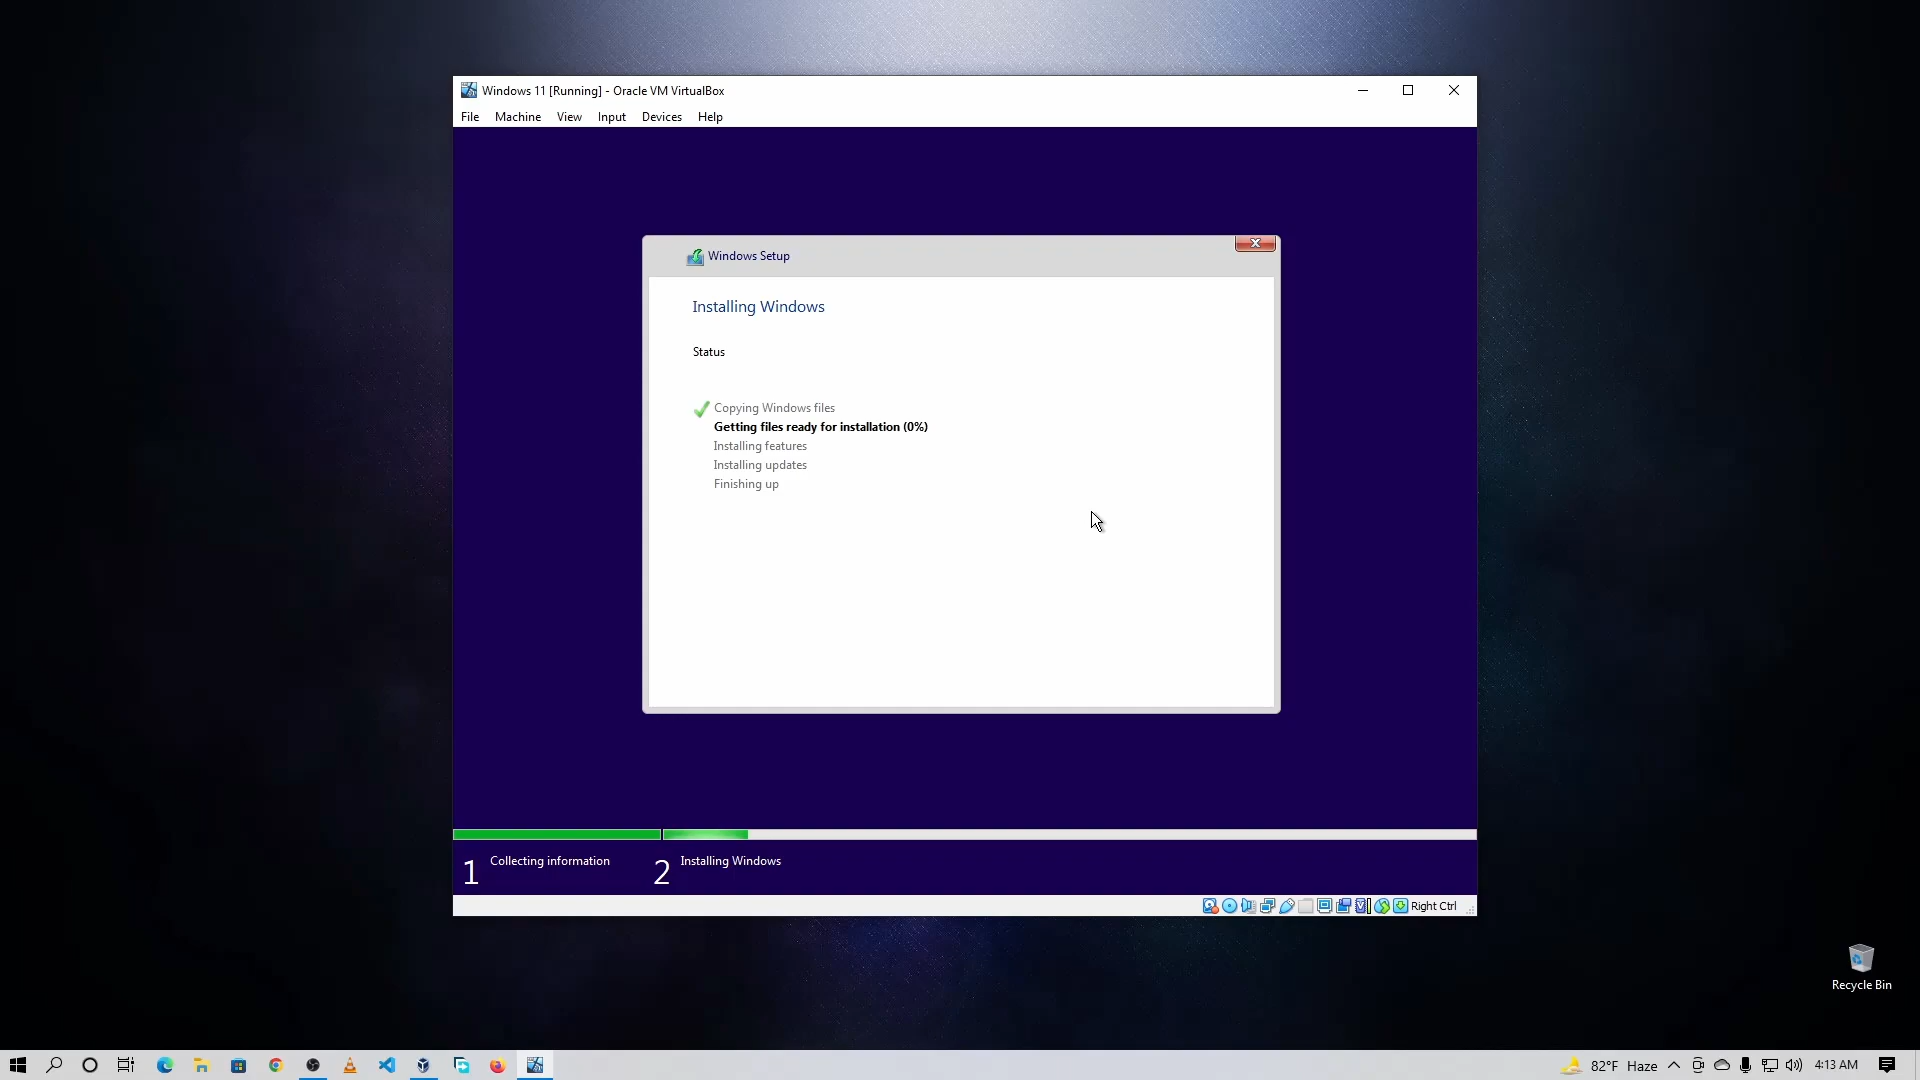 Windows 11 [Running] - Oracle VM VirtualBox
File Machine View Input Devices Help
Windows Setup
Installing Windows
Status
Copying Windows files
Getting files ready for installation (0%)
Installing features
Installing updates
Finishing up
1 Collecting information 2 Installing Windows
Right Ctrl
Recycle Bin
82°F Haze 4:13 AM